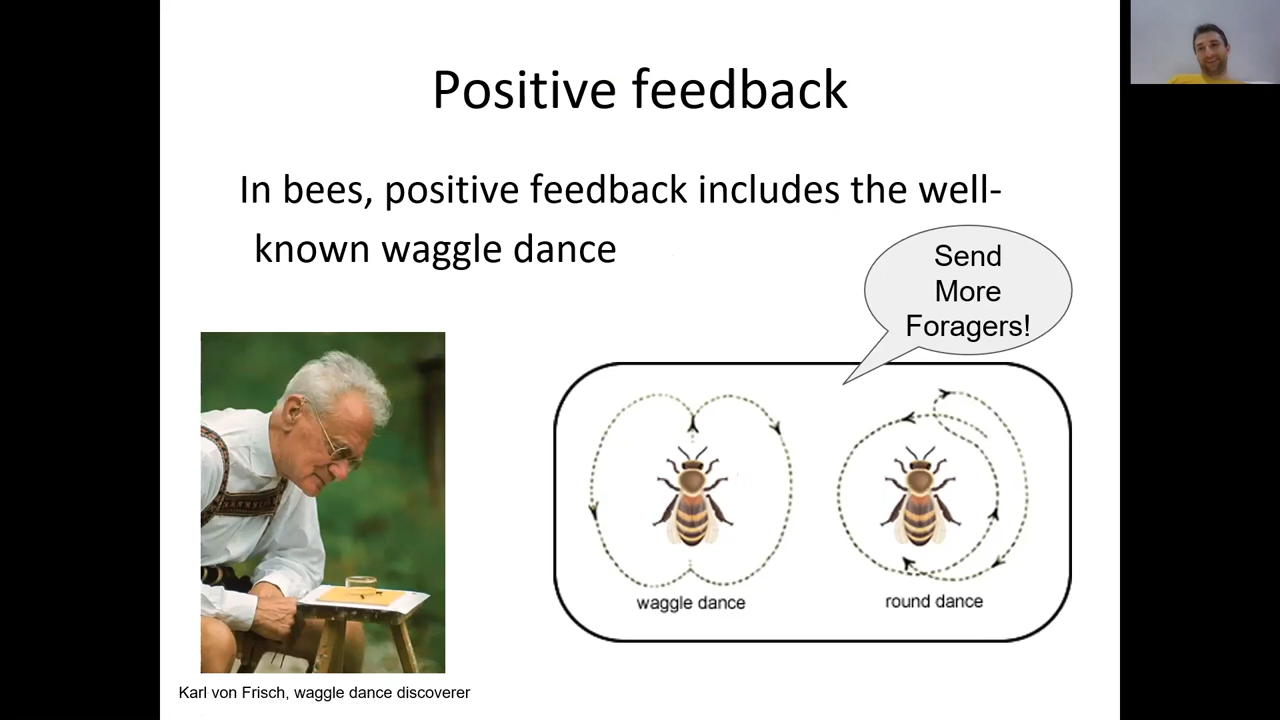 Positive feedback
In bees, positive feedback includes the well-
known waggle dance
Send
More
Foragers!
waggle dance
round dance
Karl von Frisch, waggle dance discoverer